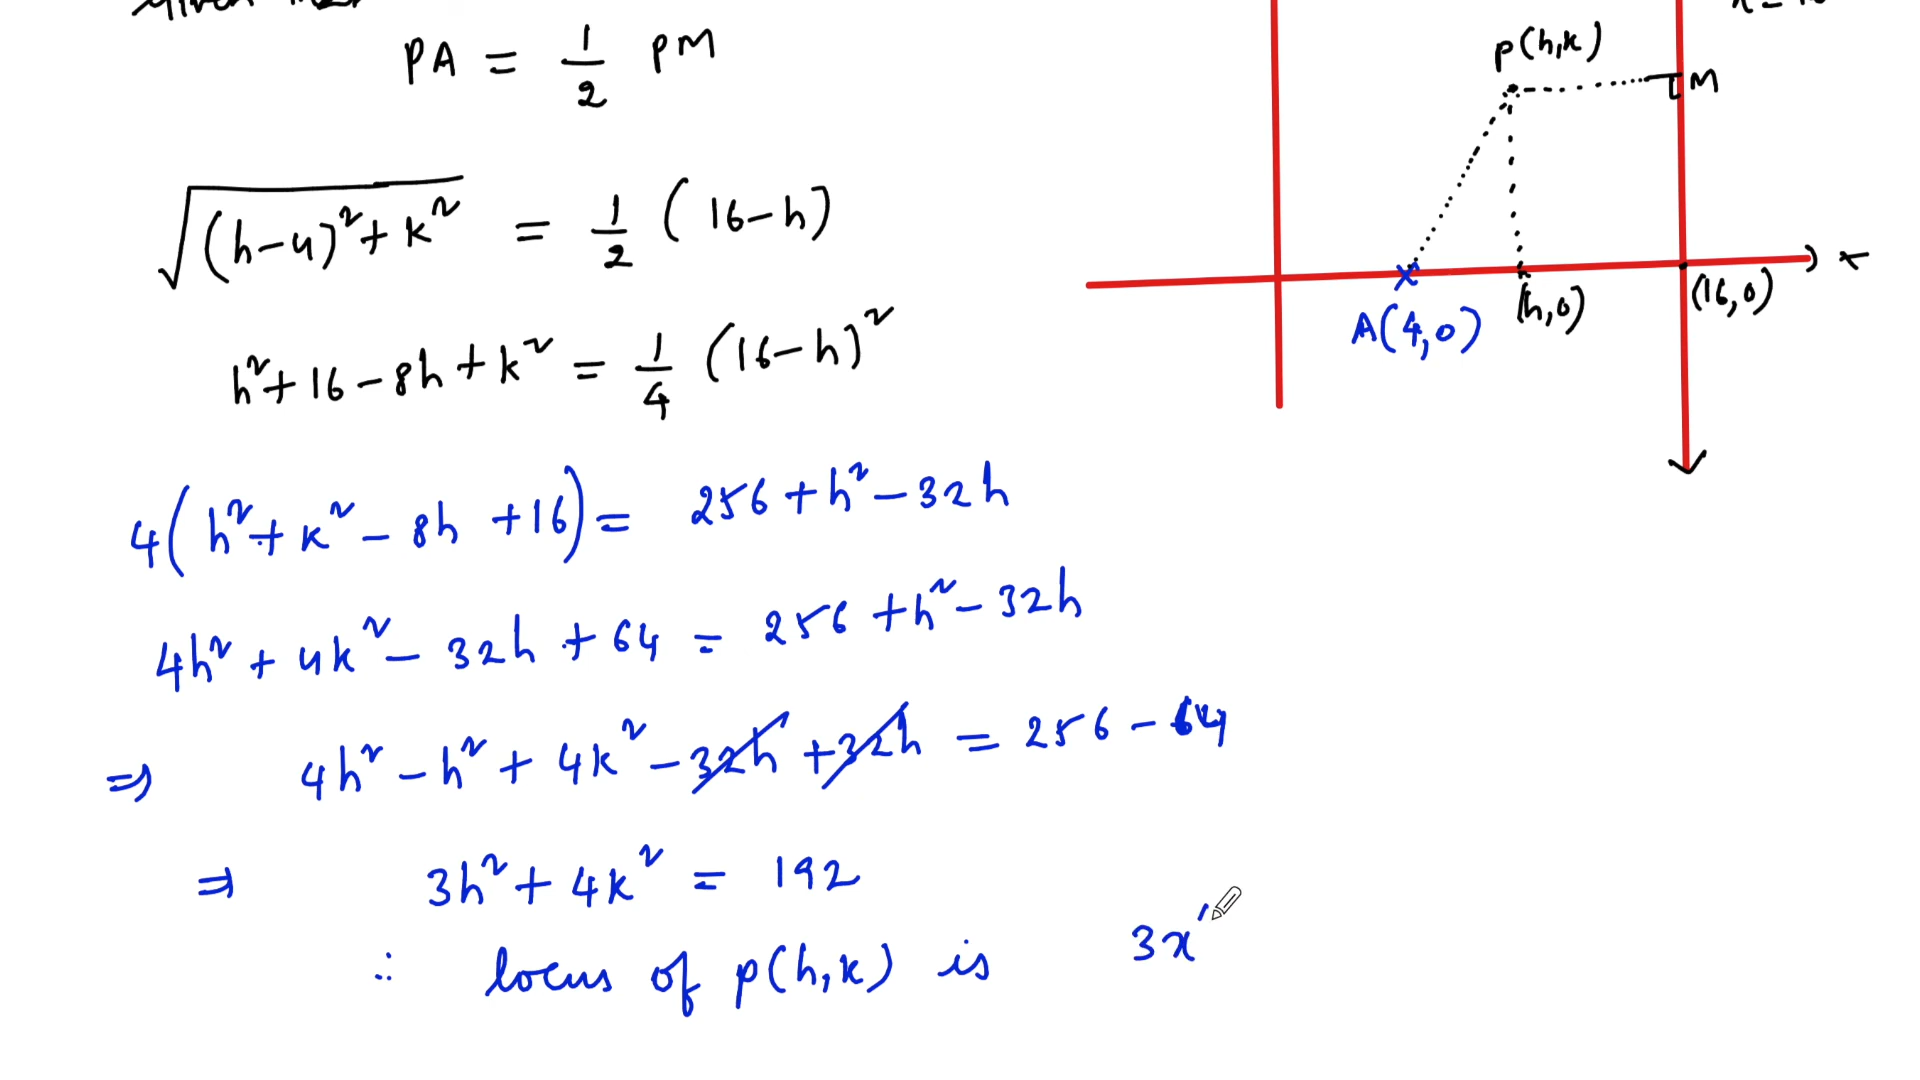 PA = 1/2 PM
√((h-4)²+k²) = 1/2 (16-h)
h²+16-8h+k² = 1/4 (16-h)²
4(h²+k²-8h+16) = 256+h²-32h
4h²+4k²-32h+64 = 256+h²-32h
⇒ 4h²-h²+4k²-32h+32h = 256-64
⇒ 3h²+4k² = 192
∴ locus of p(h,k) is 3x
P(h,k)
M
x
A(4,0)
(h,0)
(16,0)